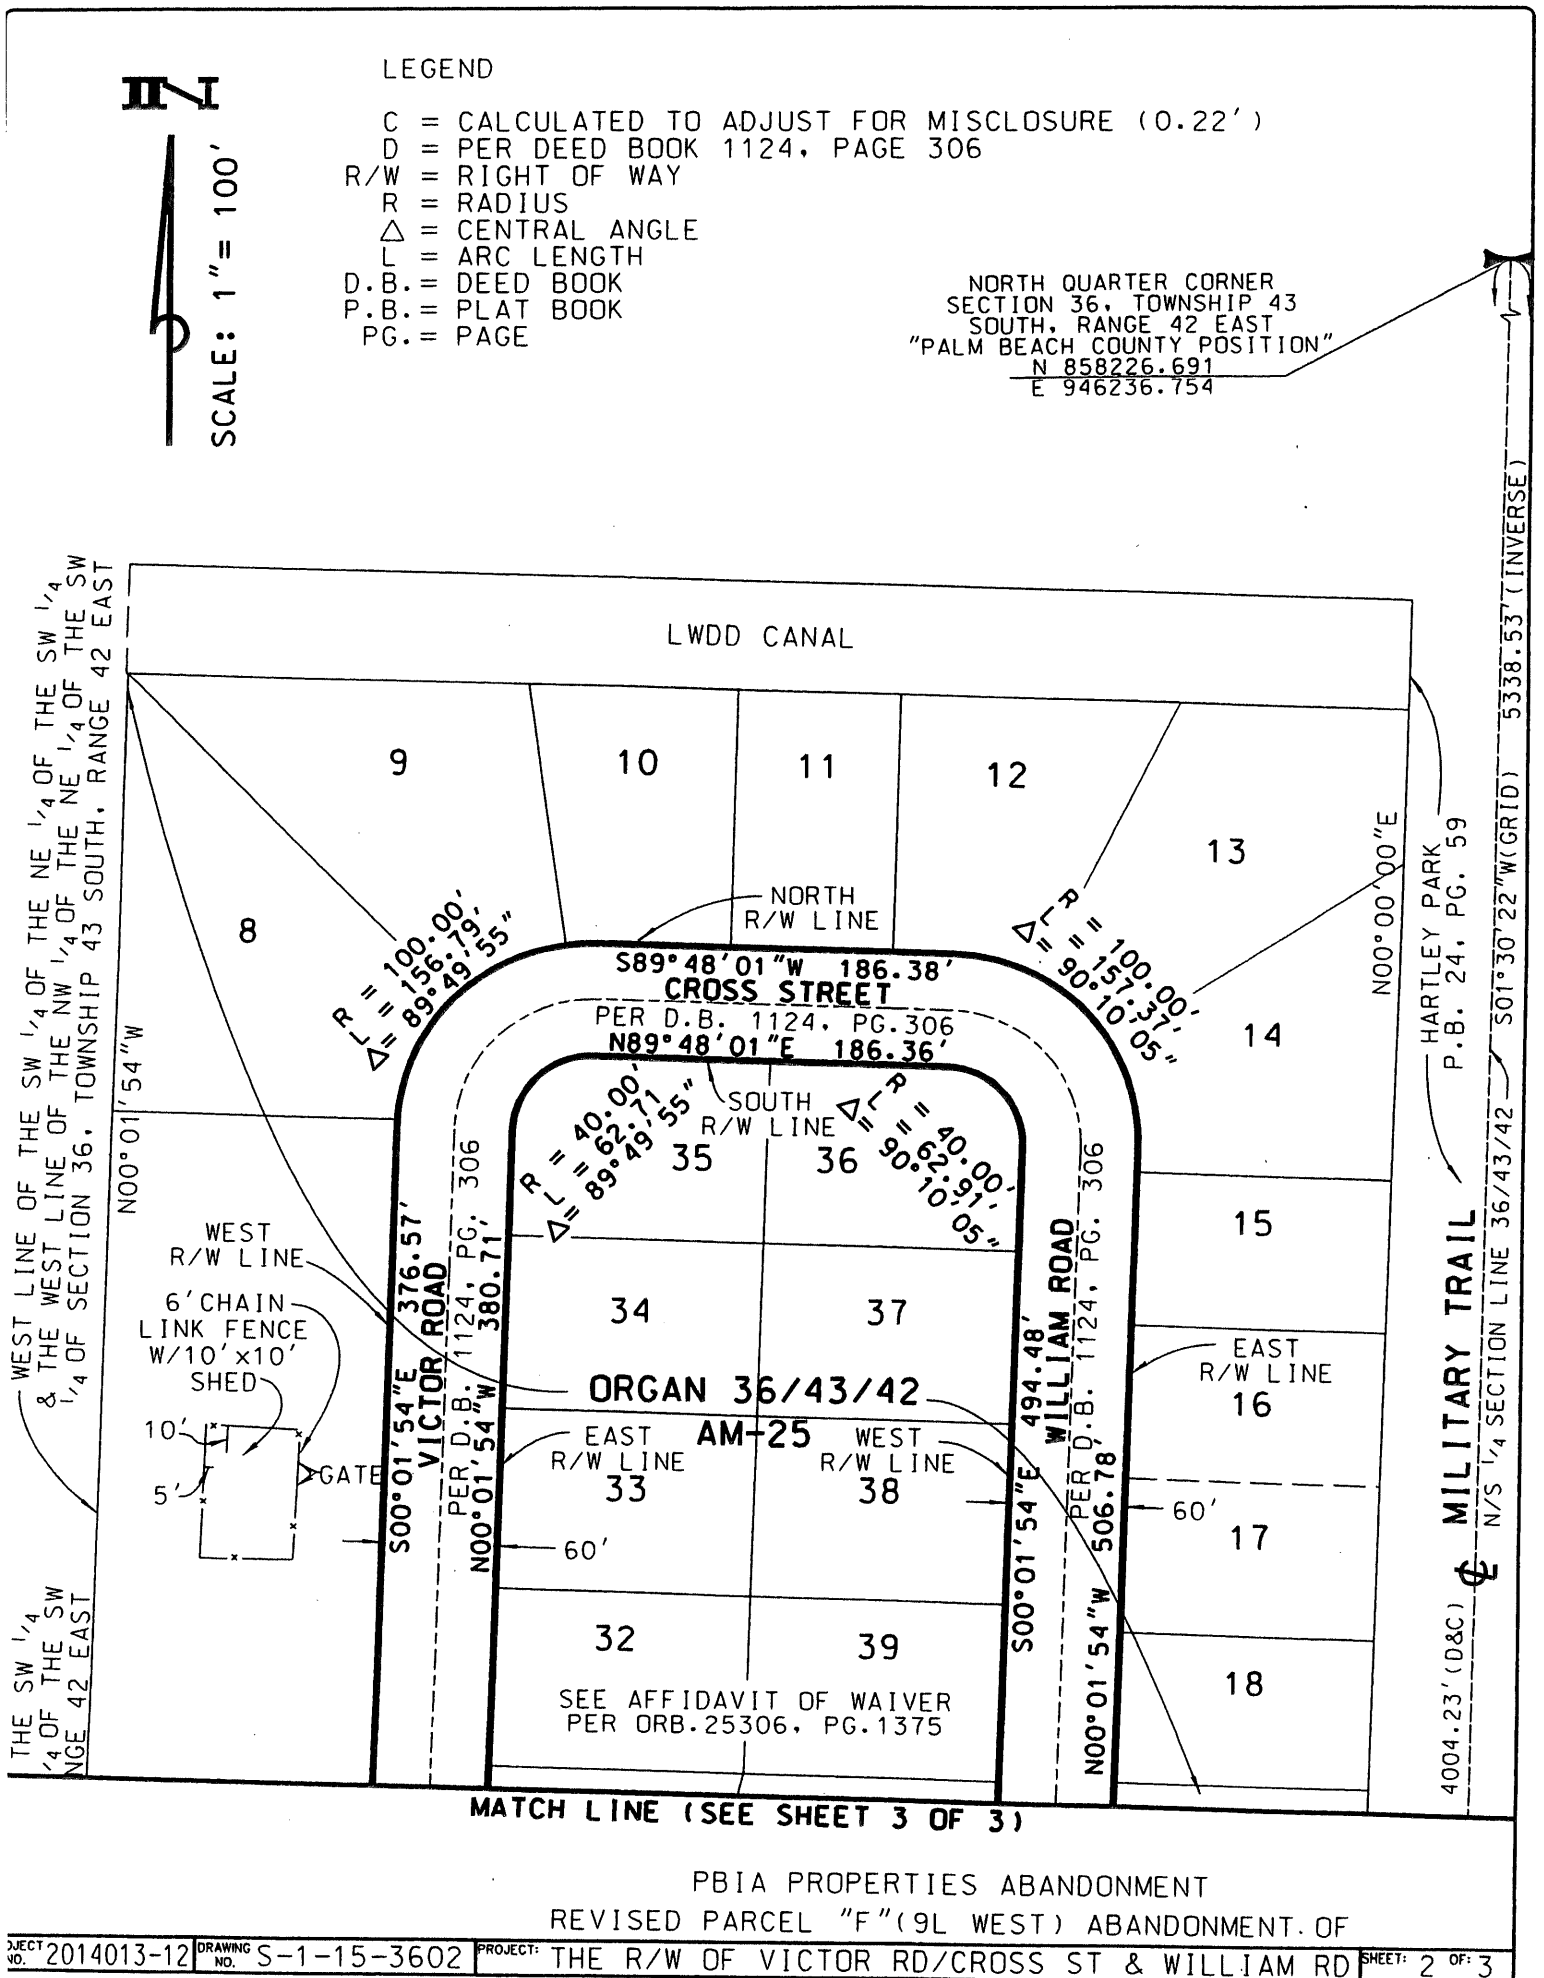 LEGEND
C = CALCULATED TO ADJUST FOR MISCLOSURE (0.22')
D = PER DEED BOOK 1124, PAGE 306
R/W = RIGHT OF WAY
R = RADIUS
△ = CENTRAL ANGLE
L = ARC LENGTH
D.B. = DEED BOOK
P.B. = PLAT BOOK
PG. = PAGE
N
SCALE: 1"= 100'
NORTH QUARTER CORNER
SECTION 36, TOWNSHIP 43
SOUTH, RANGE 42 EAST
"PALM BEACH COUNTY POSITION"
N 858226.691
E 946236.754
WEST LINE OF THE SW 1/4 OF THE NE 1/4 OF THE SW 1/4
& THE WEST LINE OF THE NW 1/4 OF THE NE 1/4 OF THE SW
1/4 OF SECTION 36, TOWNSHIP 43 SOUTH, RANGE 42 EAST
LWDD CANAL
9
10
11
12
13
8
14
NORTH
R/W LINE
R = 100.00'
L = 156.79'
△= 89°49'55"
R = 100.00'
L = 157.37'
△= 90°10'05"
S89°48'01"W 186.38'
CROSS STREET
PER D.B. 1124, PG.306
N89°48'01"E 186.36'
SOUTH
R/W LINE
R = 40.00'
L = 62.71
△= 89°49'55"
R = 40.00'
L = 62.91'
△= 90°10'05"
N00°01'54"W
N00°00'00"E
HARTLEY PARK
P.B. 24, PG. 59
5338.53'(INVERSE)
S01°30'22"W(GRID)
N/S 1/4 SECTION LINE 36/43/42
MILITARY TRAIL
4004.23'(D&C)
35
36
15
WEST
R/W LINE
6'CHAIN
LINK FENCE
W/10'x10'
SHED
10'
5'
GATE
S00°01'54"E 376.57'
VICTOR ROAD
PER D.B. 1124, PG. 306
N00°01'54"W 380.71'
34
37
ORGAN 36/43/42
AM-25
EAST
R/W LINE
WEST
R/W LINE
33
38
60'
S00°01'54"E 494.48'
WILLIAM ROAD
PER D.B. 1124, PG. 306
N00°01'54"W 506.78'
EAST
R/W LINE
16
60'
17
18
32
39
SEE AFFIDAVIT OF WAIVER
PER ORB.25306, PG.1375
THE SW 1/4
/4 OF THE SW
NGE 42 EAST
MATCH LINE (SEE SHEET 3 OF 3)
PBIA PROPERTIES ABANDONMENT
REVISED PARCEL "F"(9L WEST) ABANDONMENT OF
OJECT NO. 2014013-12 DRAWING NO. S-1-15-3602 PROJECT: THE R/W OF VICTOR RD/CROSS ST & WILLIAM RD SHEET: 2 OF: 3